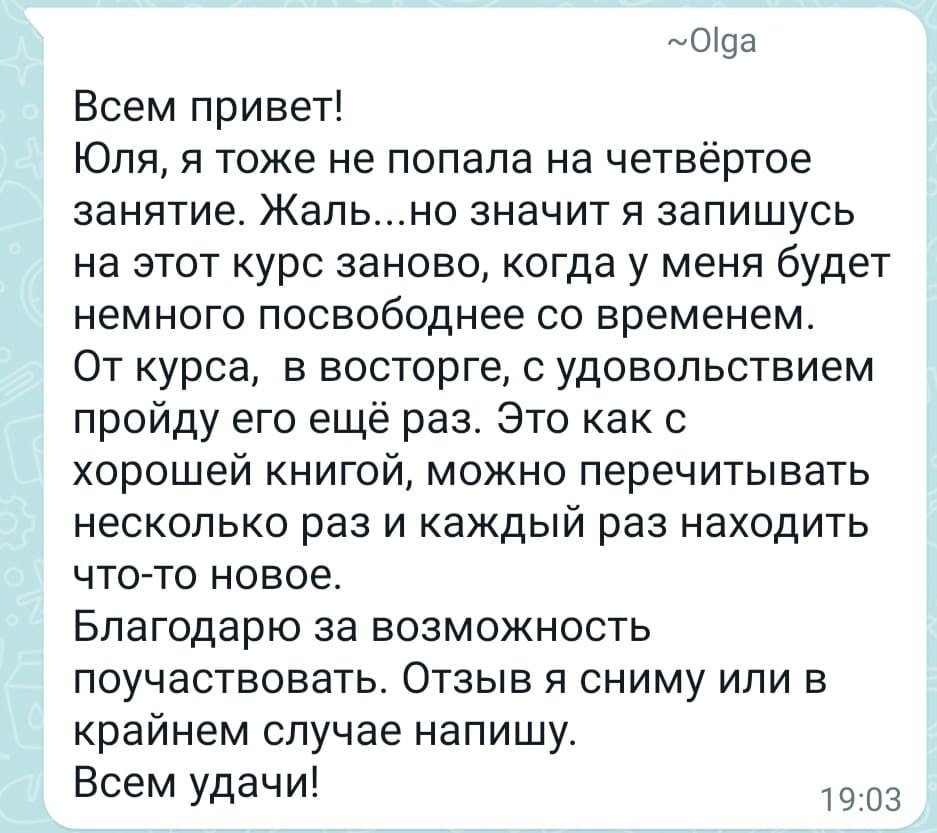 ~Olga
Всем привет!
Юля, я тоже не попала на четвёртое
занятие. Жаль...но значит я запишусь
на этот курс заново, когда у меня будет
немного посвободнее со временем.
От курса,  в восторге, с удовольствием
пройду его ещё раз. Это как с
хорошей книгой, можно перечитывать
несколько раз и каждый раз находить
что-то новое.
Благодарю за возможность
поучаствовать. Отзыв я сниму или в
крайнем случае напишу.
Всем удачи!
19:03